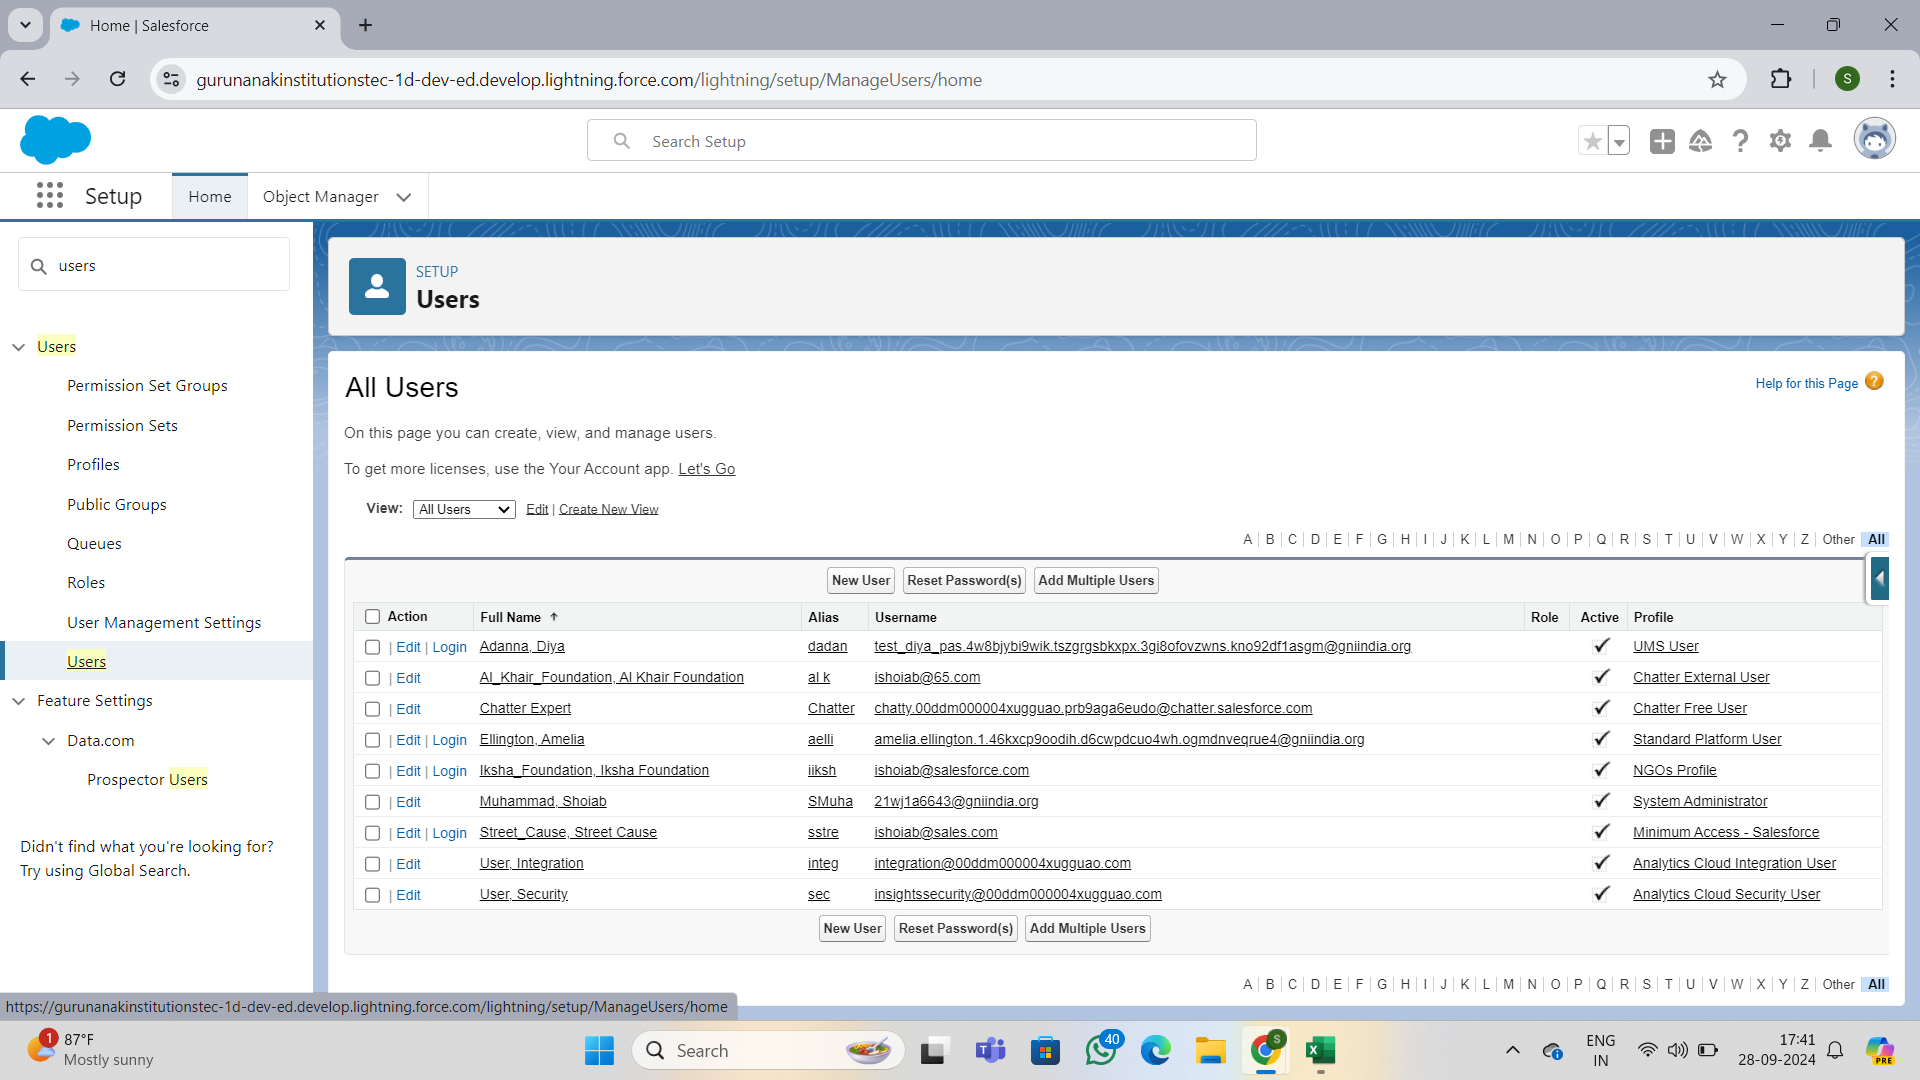 Home | Salesforce
gurunanakinstitutionstec-1d-dev-ed.develop.lightning.force.com/lightning/setup/ManageUsers/home
S
Search Setup
Setup
Home
Object Manager
users
Users
Permission Set Groups
Permission Sets
Profiles
Public Groups
Queues
Roles
User Management Settings
Users
Feature Settings
Data.com
Prospector Users
Didn't find what you're looking for?
Try using Global Search.
SETUP
Users
All Users
Help for this Page ?
On this page you can create, view, and manage users.
To get more licenses, use the Your Account app. Let's Go
View: All Users Edit | Create New View
A | B | C | D | E | F | G | H | I | J | K | L | M | N | O | P | Q | R | S | T | U | V | W | X | Y | Z | Other | All
New User Reset Password(s) Add Multiple Users
Action Full Name Alias Username Role Active Profile
| Edit | Login Adanna, Diya dadan test_diya_pas.4w8bjybi9wik.tszgrgsbkxpx.3gi8ofovzwns.kno92df1asgm@gniindia.org UMS User
| Edit Al_Khair_Foundation, Al Khair Foundation al k ishoiab@65.com Chatter External User
| Edit Chatter Expert Chatter chatty.00ddm000004xugguao.prb9aga6eudo@chatter.salesforce.com Chatter Free User
| Edit | Login Ellington, Amelia aelli amelia.ellington.1.46kxcp9oodih.d6cwpdcuo4wh.ogmdnveqrue4@gniindia.org Standard Platform User
| Edit | Login Iksha_Foundation, Iksha Foundation iiksh ishoiab@salesforce.com NGOs Profile
| Edit Muhammad, Shoiab SMuha 21wj1a6643@gniindia.org System Administrator
| Edit | Login Street_Cause, Street Cause sstre ishoiab@sales.com Minimum Access - Salesforce
| Edit User, Integration integ integration@00ddm000004xugguao.com Analytics Cloud Integration User
| Edit User, Security sec insightssecurity@00ddm000004xugguao.com Analytics Cloud Security User
New User Reset Password(s) Add Multiple Users
A | B | C | D | E | F | G | H | I | J | K | L | M | N | O | P | Q | R | S | T | U | V | W | X | Y | Z | Other | All
https://gurunanakinstitutionstec-1d-dev-ed.develop.lightning.force.com/lightning/setup/ManageUsers/home
1
87°F
Mostly sunny
Search
40
S
ENG
IN
17:41
28-09-2024
PRE